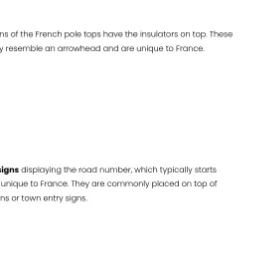 ns of the French pole tops have the insulators on top. These
y resemble an arrowhead and are unique to France.
signs displaying the road number, which typically starts
unique to France. They are commonly placed on top of
ns or town entry signs.